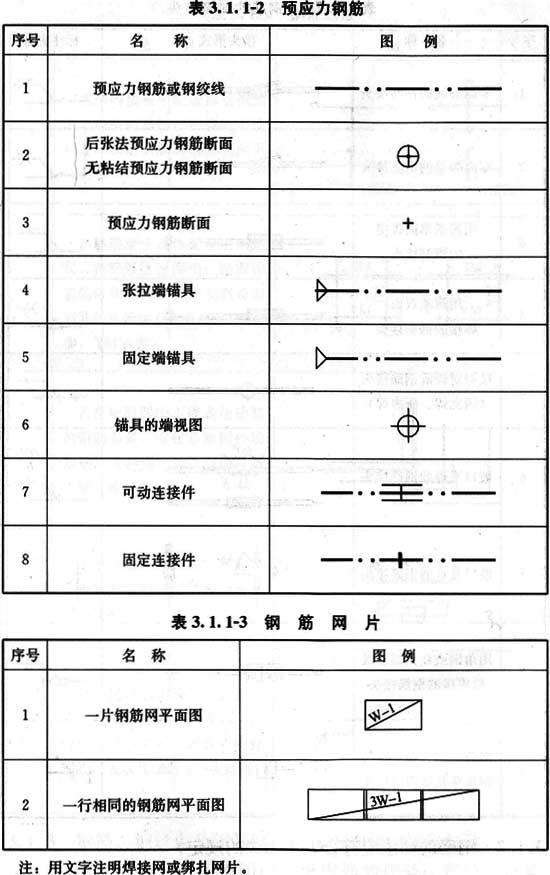 表3.1.1-2 预应力钢筋
序号 名 称 图 例
1 预应力钢筋或钢绞线
2 后张法预应力钢筋断面
无粘结预应力钢筋断面
3 预应力钢筋断面
4 张拉端锚具
5 固定端锚具
6 锚具的端视图
7 可动连接件
8 固定连接件
表3.1.1-3 钢 筋 网 片
序号 名 称 图 例
1 一片钢筋网平面图 W-1
2 一行相同的钢筋网平面图 3W-1
注：用文字注明焊接网或绑扎网片。